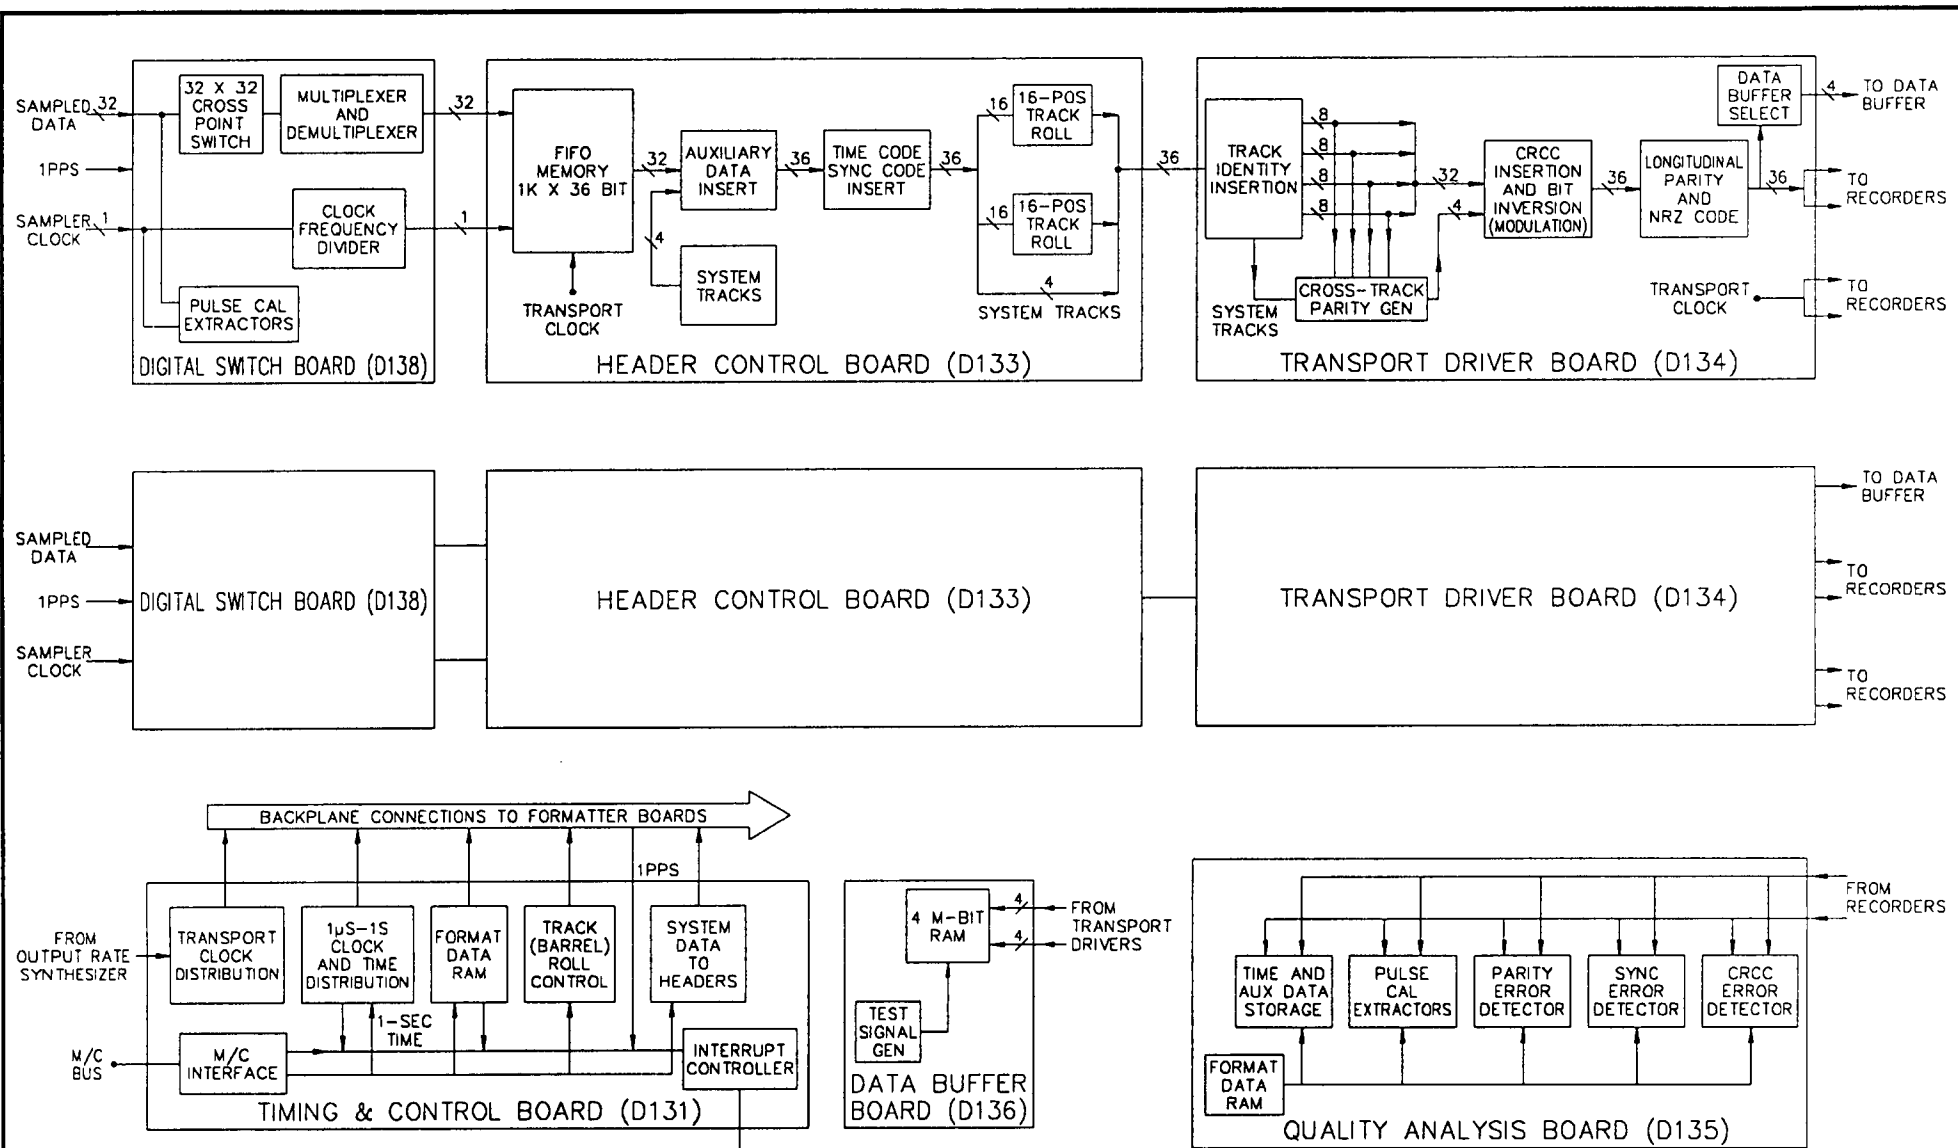 SAMPLED
DATA
32
1PPS
SAMPLER
CLOCK
1
32 X 32
CROSS
POINT
SWITCH
MULTIPLEXER
AND
DEMULTIPLEXER
CLOCK
FREQUENCY
DIVIDER
PULSE CAL
EXTRACTORS
DIGITAL SWITCH BOARD (D138)
32
1
FIFO
MEMORY
1K X 36 BIT
TRANSPORT
CLOCK
32
4
AUXILIARY
DATA
INSERT
SYSTEM
TRACKS
36
TIME CODE
SYNC CODE
INSERT
36
16
16-POS
TRACK
ROLL
16
16-POS
TRACK
ROLL
4
SYSTEM TRACKS
HEADER CONTROL BOARD (D133)
36
TRACK
IDENTITY
INSERTION
8
8
8
8
SYSTEM
TRACKS
CROSS-TRACK
PARITY GEN
32
4
CRCC
INSERTION
AND BIT
INVERSION
(MODULATION)
36
LONGITUDINAL
PARITY
AND
NRZ CODE
DATA
BUFFER
SELECT
4
TO DATA
BUFFER
36
TO
RECORDERS
TRANSPORT
CLOCK
TO
RECORDERS
TRANSPORT DRIVER BOARD (D134)
SAMPLED
DATA
1PPS
SAMPLER
CLOCK
DIGITAL SWITCH BOARD (D138)
HEADER CONTROL BOARD (D133)
TRANSPORT DRIVER BOARD (D134)
TO DATA
BUFFER
TO
RECORDERS
TO
RECORDERS
BACKPLANE CONNECTIONS TO FORMATTER BOARDS
1PPS
FROM
OUTPUT RATE
SYNTHESIZER
TRANSPORT
CLOCK
DISTRIBUTION
1µS-1S
CLOCK
AND TIME
DISTRIBUTION
FORMAT
DATA
RAM
TRACK
(BARREL)
ROLL
CONTROL
SYSTEM
DATA
TO
HEADERS
1-SEC
TIME
M/C
BUS
M/C
INTERFACE
INTERRUPT
CONTROLLER
TIMING & CONTROL BOARD (D131)
4 M-BIT
RAM
4
4
FROM
TRANSPORT
DRIVERS
TEST
SIGNAL
GEN
DATA BUFFER
BOARD (D136)
FROM
RECORDERS
TIME AND
AUX DATA
STORAGE
PULSE
CAL
EXTRACTORS
PARITY
ERROR
DETECTOR
SYNC
ERROR
DETECTOR
CRCC
ERROR
DETECTOR
FORMAT
DATA
RAM
QUALITY ANALYSIS BOARD (D135)